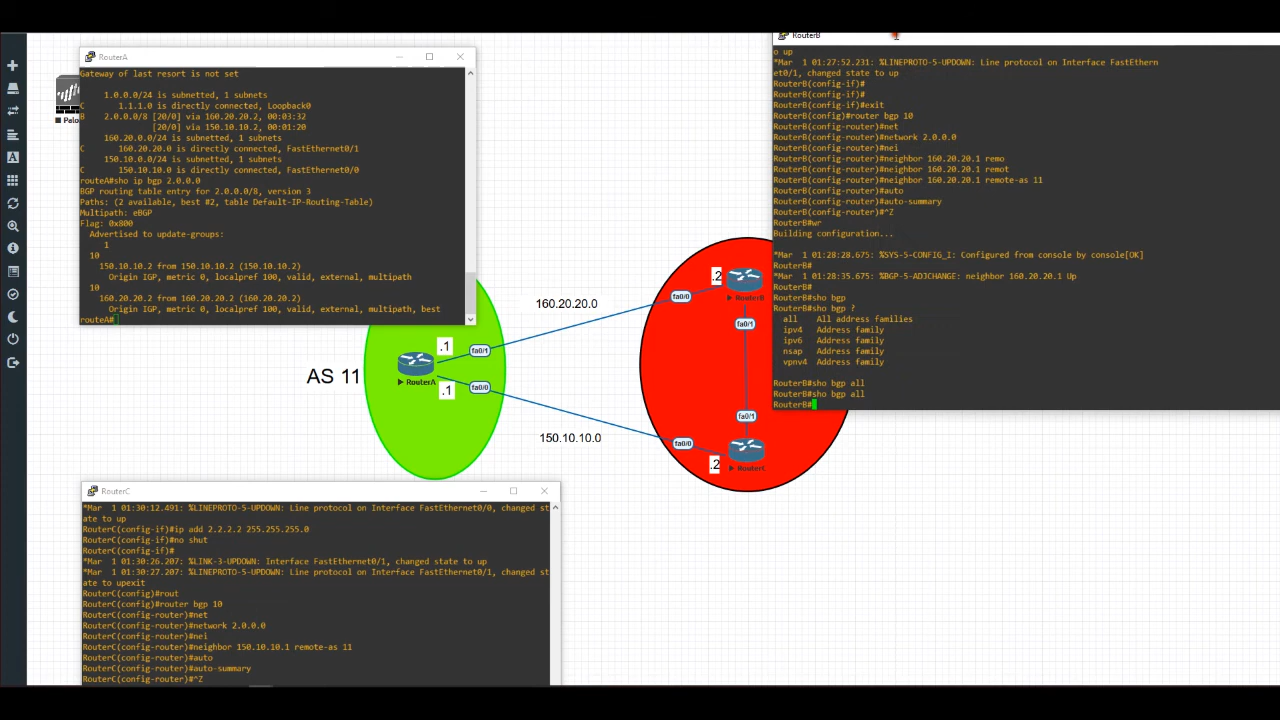 RouterA
Gateway of last resort is not set
1.0.0.0/24 is subnetted, 1 subnets
C 1.1.1.0 is directly connected, Loopback0
B 2.0.0.0/8 [20/0] via 160.20.20.2, 00:03:32
[20/0] via 150.10.10.2, 00:01:20
160.20.0.0/24 is subnetted, 1 subnets
C 160.20.20.0 is directly connected, FastEthernet0/1
150.10.0.0/24 is subnetted, 1 subnets
C 150.10.10.0 is directly connected, FastEthernet0/0
routeA#sho ip bgp 2.0.0.0
BGP routing table entry for 2.0.0.0/8, version 3
Paths: (2 available, best #2, table Default-IP-Routing-Table)
Multipath: eBGP
Flag: 0x800
Advertised to update-groups:
1
10
150.10.10.2 from 150.10.10.2 (150.10.10.2)
Origin IGP, metric 0, localpref 100, valid, external, multipath
10
160.20.20.2 from 160.20.20.2 (160.20.20.2)
Origin IGP, metric 0, localpref 100, valid, external, multipath, best
routeA#
Palo
RouterB
o up
*Mar 1 01:27:52.231: %LINEPROTO-5-UPDOWN: Line protocol on Interface FastEthern
et0/1, changed state to up
RouterB(config-if)#
RouterB(config-if)#
RouterB(config-if)#exit
RouterB(config)#router bgp 10
RouterB(config-router)#net
RouterB(config-router)#network 2.0.0.0
RouterB(config-router)#nei
RouterB(config-router)#neighbor 160.20.20.1 remo
RouterB(config-router)#neighbor 160.20.20.1 remot
RouterB(config-router)#neighbor 160.20.20.1 remote-as 11
RouterB(config-router)#auto
RouterB(config-router)#auto-summary
RouterB(config-router)#^Z
RouterB#wr
Building configuration...
*Mar 1 01:28:28.675: %SYS-5-CONFIG_I: Configured from console by console[OK]
RouterB#
*Mar 1 01:28:35.675: %BGP-5-ADJCHANGE: neighbor 160.20.20.1 Up
RouterB#
RouterB#sho bgp
RouterB#sho bgp ?
all All address families
ipv4 Address family
ipv6 Address family
nsap Address family
vpnv4 Address family
RouterB#sho bgp all
RouterB#sho bgp all
RouterB#
160.20.20.0
.2
fa0/0
RouterB
fa0/1
.1
fa0/1
AS 11
RouterA
.1
fa0/0
150.10.10.0
fa0/1
fa0/0
.2
RouterC
RouterC
*Mar 1 01:30:12.491: %LINEPROTO-5-UPDOWN: Line protocol on Interface FastEthernet0/0, changed st
ate to up
RouterC(config-if)#ip add 2.2.2.2 255.255.255.0
RouterC(config-if)#no shut
RouterC(config-if)#
*Mar 1 01:30:26.207: %LINK-3-UPDOWN: Interface FastEthernet0/1, changed state to up
*Mar 1 01:30:27.207: %LINEPROTO-5-UPDOWN: Line protocol on Interface FastEthernet0/1, changed st
ate to upexit
RouterC(config)#rout
RouterC(config)#router bgp 10
RouterC(config-router)#net
RouterC(config-router)#network 2.0.0.0
RouterC(config-router)#nei
RouterC(config-router)#neighbor 150.10.10.1 remote-as 11
RouterC(config-router)#auto
RouterC(config-router)#auto-summary
RouterC(config-router)#^Z